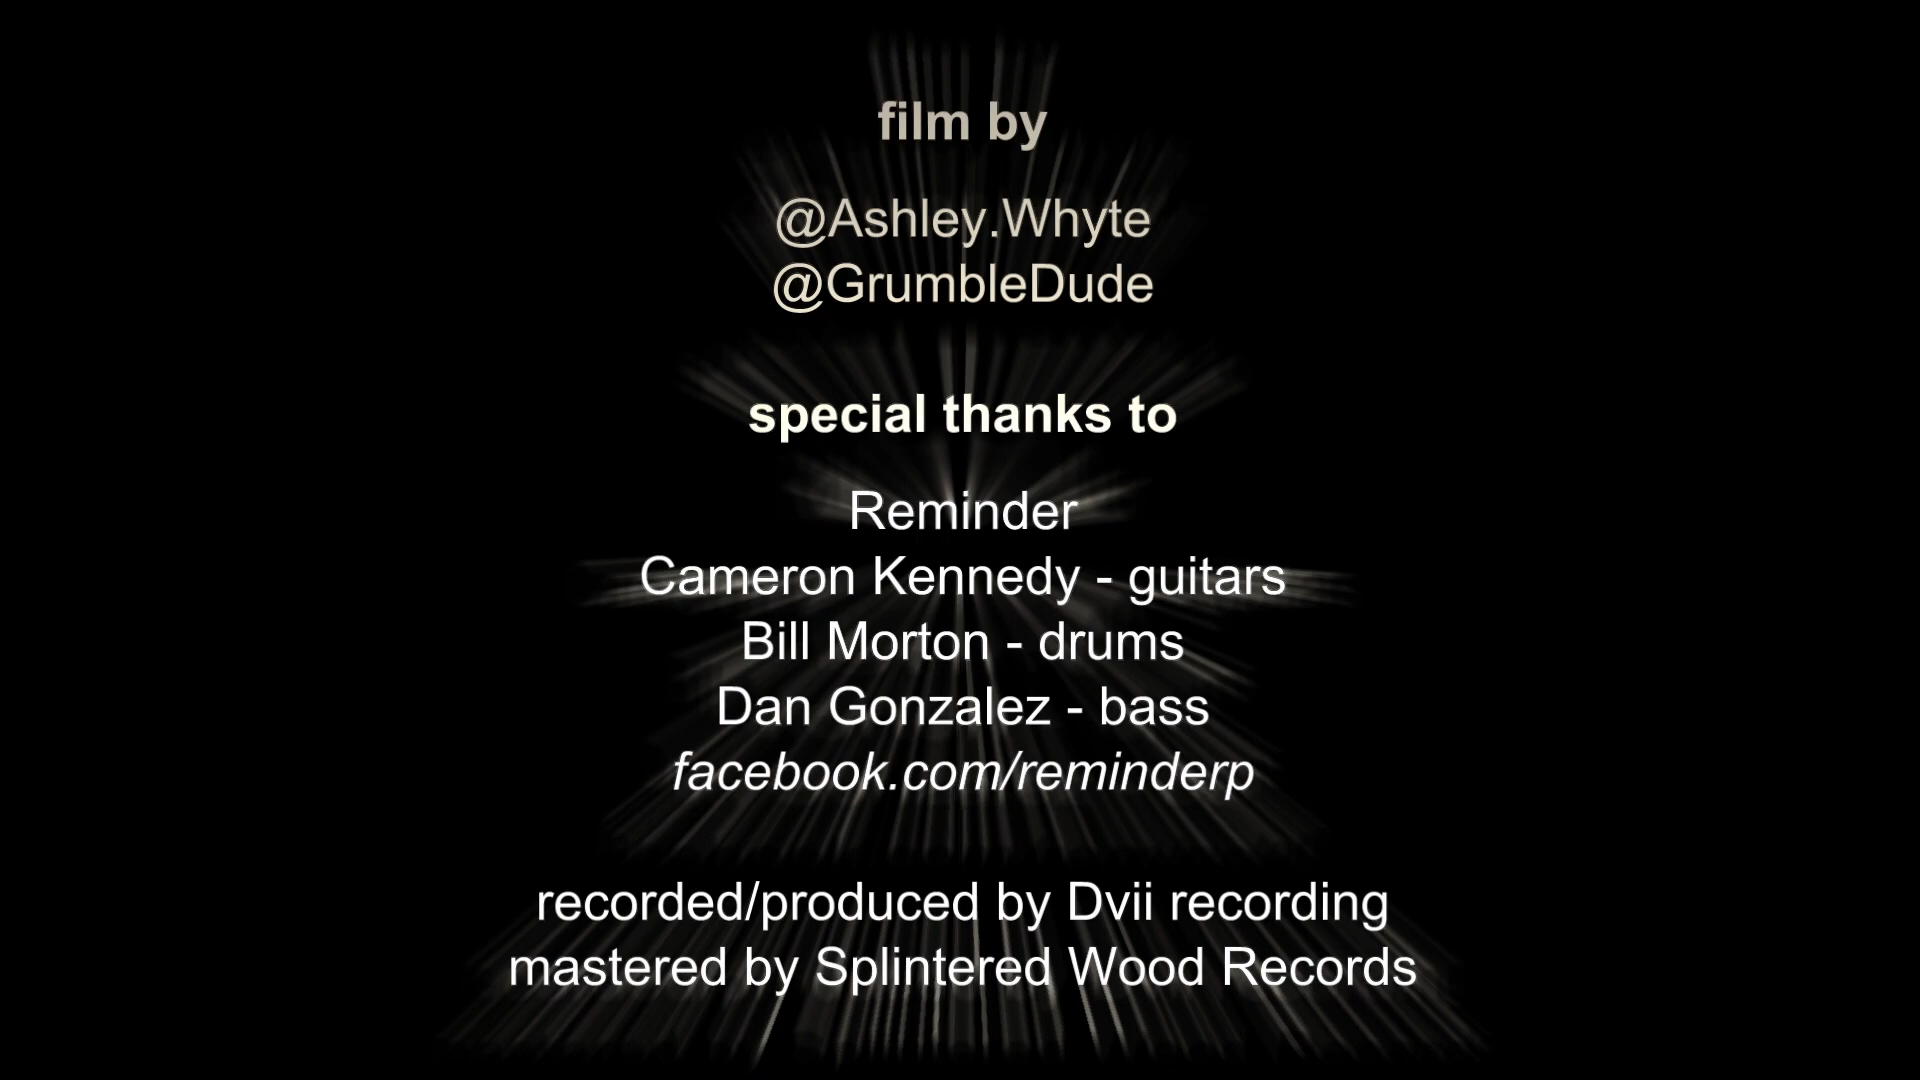 film by
@Ashley.Whyte
@GrumbleDude
special thanks to
Reminder
Cameron Kennedy - guitars
Bill Morton - drums
Dan Gonzalez - bass
facebook.com/reminderp
recorded/produced by Dvii recording
mastered by Splintered Wood Records